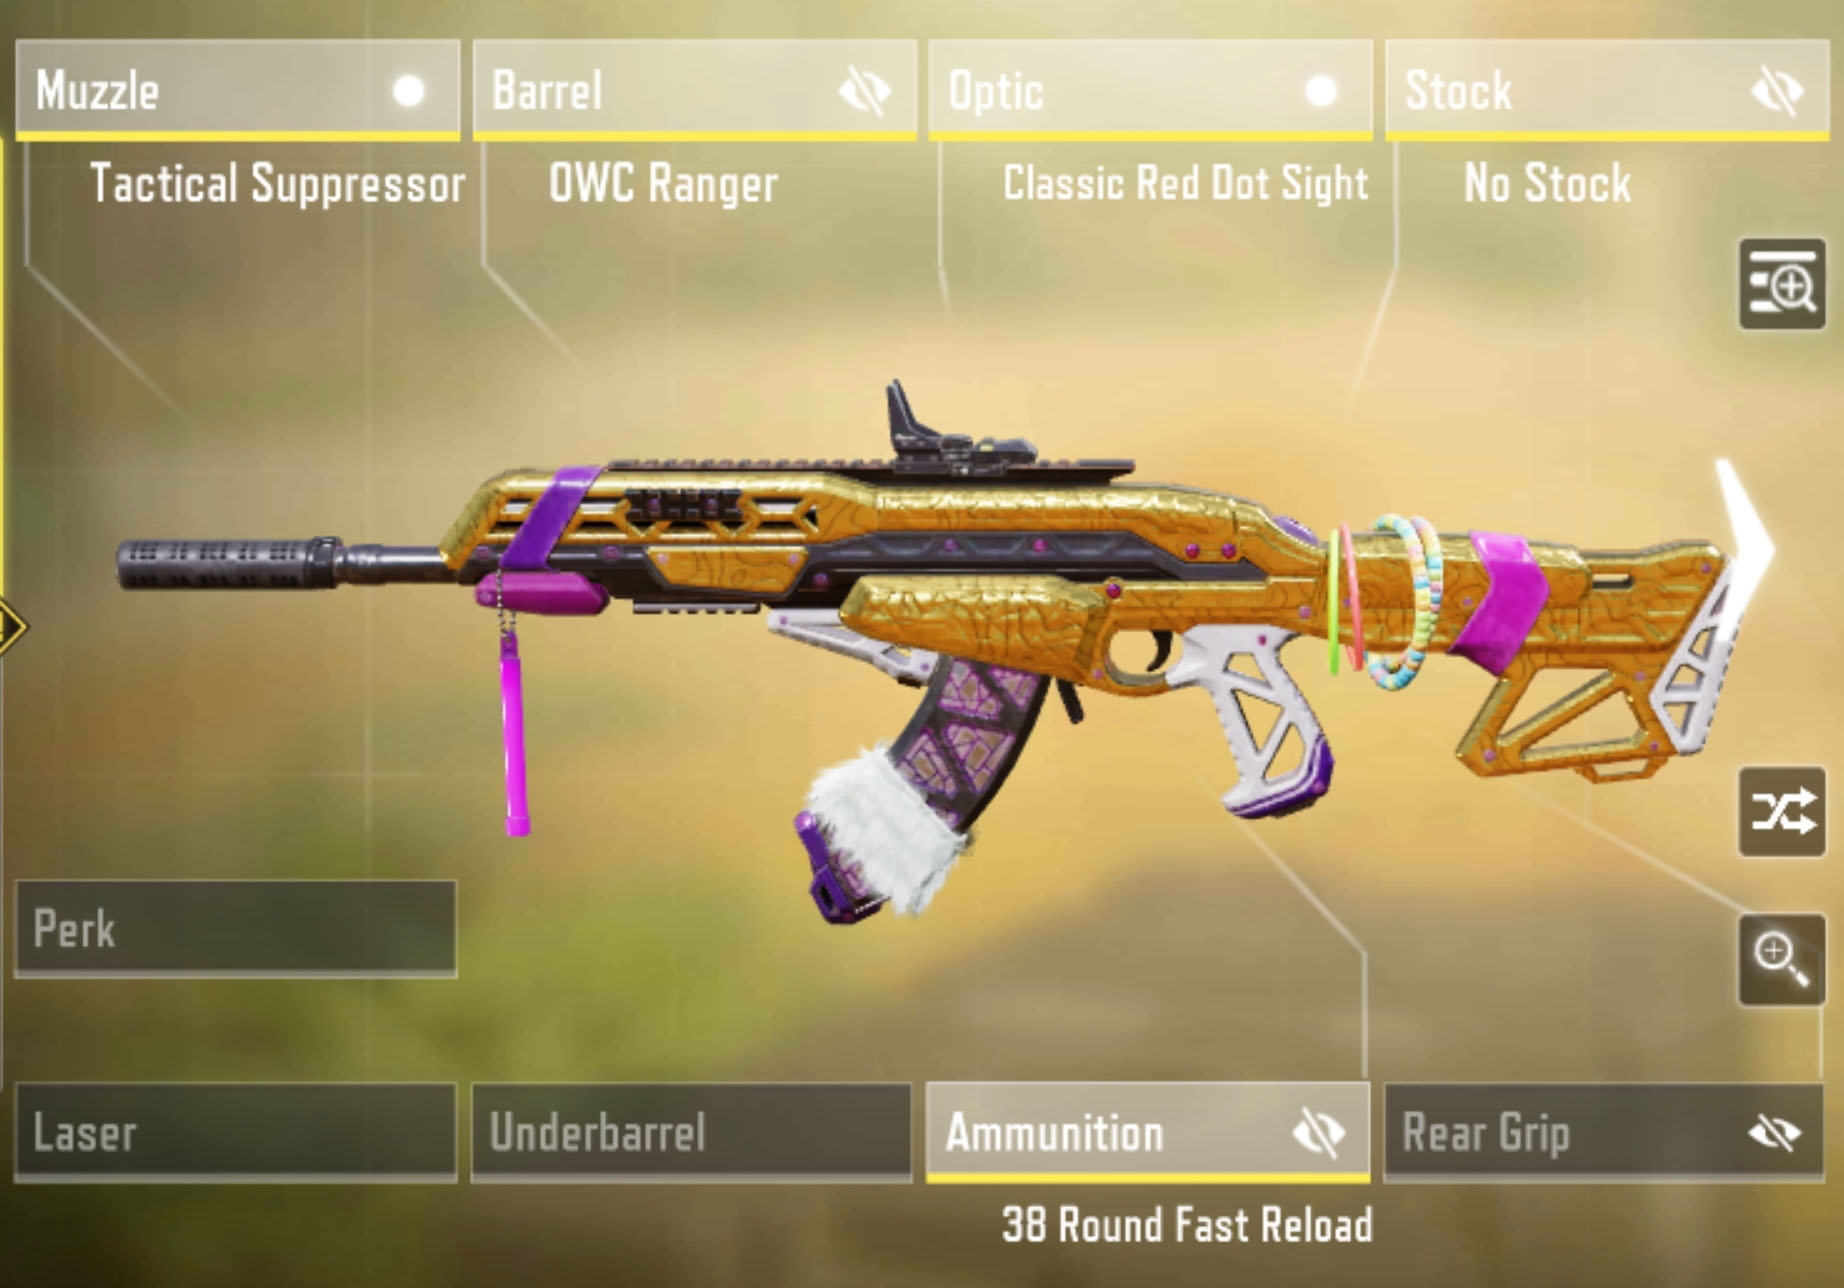 Muzzle
Barrel
Optic
Stock
Tactical Suppressor
OWC Ranger
Classic Red Dot Sight
No Stock
Perk
Laser
Underbarrel
Ammunition
Rear Grip
38 Round Fast Reload